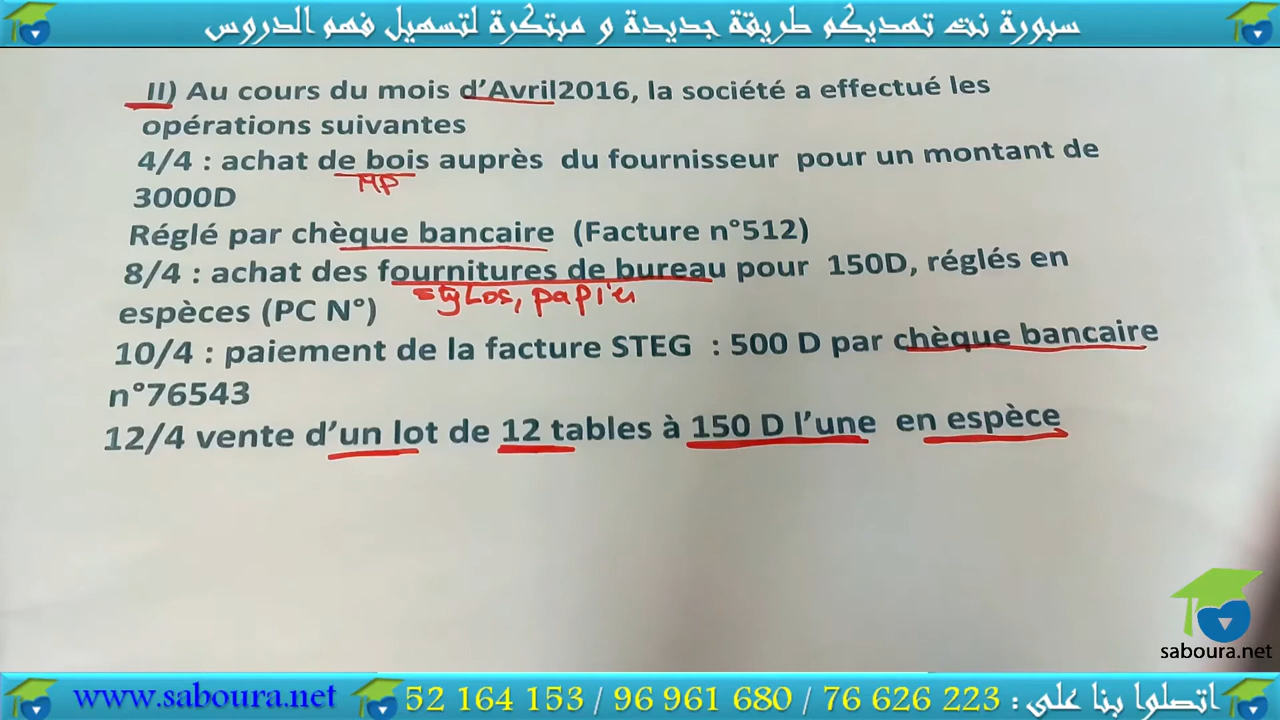 سبورة نت تهديكم طريقة جديدة و مبتكرة لتسهيل فهم الدروس
II) Au cours du mois d'Avril2016, la société a effectué les
opérations suivantes
4/4 : achat de bois auprès du fournisseur pour un montant de
MP
3000D
Réglé par chèque bancaire (Facture n°512)
8/4 : achat des fournitures de bureau pour 150D, réglés en
stylos, papier
espèces (PC N°)
10/4 : paiement de la facture STEG : 500 D par chèque bancaire
n°76543
12/4 vente d'un lot de 12 tables à 150 D l'une en espèce
saboura.net
www.saboura.net 52 164 153 / 96 961 680 / 76 626 223 : اتصلوا بنا على